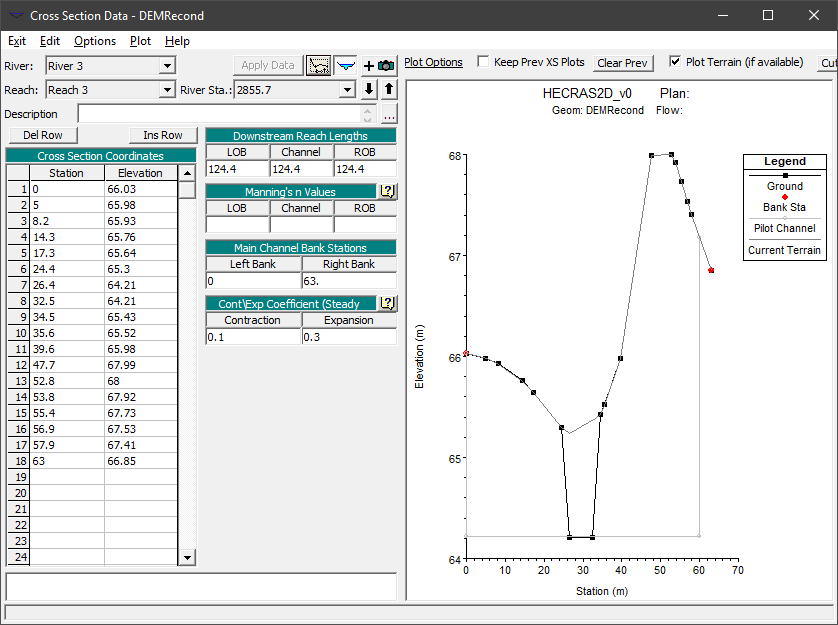 Cross Section Data - DEMRecond
Exit Edit Options Plot Help
River: River 3 Apply Data + Plot Options Keep Prev XS Plots Clear Prev Plot Terrain (if available) Cut
Reach: Reach 3 River Sta.: 2855.7
Description ...
Del Row Ins Row
Cross Section Coordinates
Station Elevation
1 0 66.03
2 5 65.98
3 8.2 65.93
4 14.3 65.76
5 17.3 65.64
6 24.4 65.3
7 26.4 64.21
8 32.5 64.21
9 34.5 65.43
10 35.6 65.52
11 39.6 65.98
12 47.7 67.99
13 52.8 68
14 53.8 67.92
15 55.4 67.73
16 56.9 67.53
17 57.9 67.41
18 63 66.85
19
20
21
22
23
24
Downstream Reach Lengths
LOB Channel ROB
124.4 124.4 124.4
Manning's n Values ?
LOB Channel ROB
Main Channel Bank Stations
Left Bank Right Bank
0 63.
Cont\Exp Coefficient (Steady ?
Contraction Expansion
0.1 0.3
HECRAS2D_v0 Plan:
Geom: DEMRecond Flow:
Elevation (m)
68
67
66
65
64
0 10 20 30 40 50 60 70
Station (m)
Legend
Ground
Bank Sta
Pilot Channel
Current Terrain